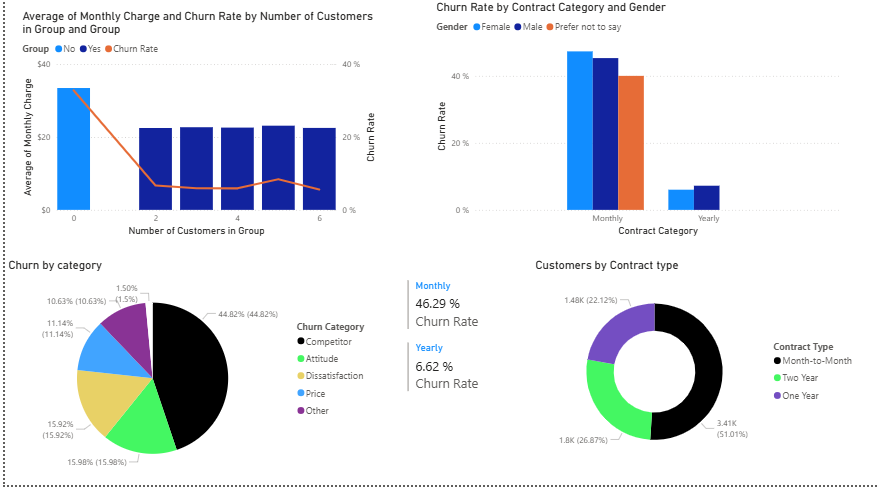 Average of Monthly Charge and Churn Rate by Number of Customers
in Group and Group
Group No Yes Churn Rate
$40
$20
$0
40 %
20 %
0 %
Average of Monthly Charge
Churn Rate
0 2 4 6
Number of Customers in Group
Churn Rate by Contract Category and Gender
Gender Female Male Prefer not to say
40 %
20 %
0 %
Churn Rate
Monthly Yearly
Contract Category
Churn by category
1.50%
(1.5%)
10.63% (10.63%)
11.14%
(11.14%)
15.92%
(15.92%)
15.98% (15.98%)
44.82% (44.82%)
Churn Category
Competitor
Attitude
Dissatisfaction
Price
Other
Monthly
46.29 %
Churn Rate
Yearly
6.62 %
Churn Rate
Customers by Contract type
1.48K (22.12%)
1.8K (26.87%)
3.41K
(51.01%)
Contract Type
Month-to-Month
Two Year
One Year